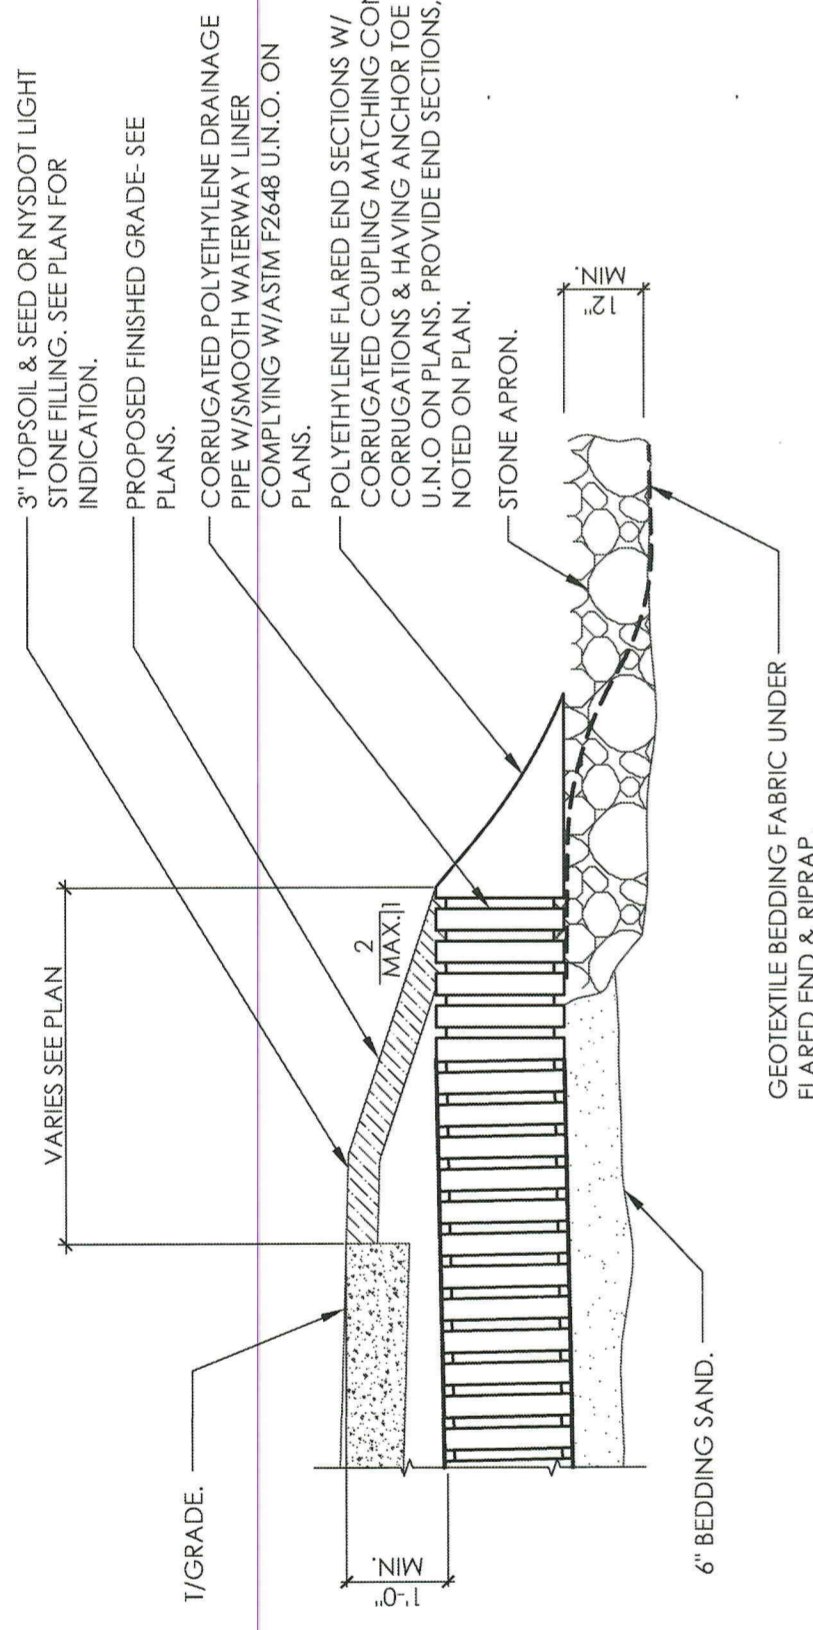 3" TOPSOIL & SEED OR NYSDOT LIGHT
STONE FILLING. SEE PLAN FOR
INDICATION.
PROPOSED FINISHED GRADE- SEE
PLANS.
CORRUGATED POLYETHYLENE DRAINAGE
PIPE W/SMOOTH WATERWAY LINER
COMPLYING W/ASTM F2648 U.N.O. ON
PLANS.
POLYETHYLENE FLARED END SECTIONS W/
CORRUGATED COUPLING MATCHING
CORRUGATIONS & HAVING ANCHOR TOE
U.N.O ON PLANS. PROVIDE END SECTIONS,
NOTED ON PLAN.
STONE APRON.
12"
MIN.
VARIES SEE PLAN
2
MAX.
1
T/GRADE.
1'-0"
MIN.
6" BEDDING SAND.
GEOTEXTILE BEDDING FABRIC UNDER
FLARED END & RIPRAP.